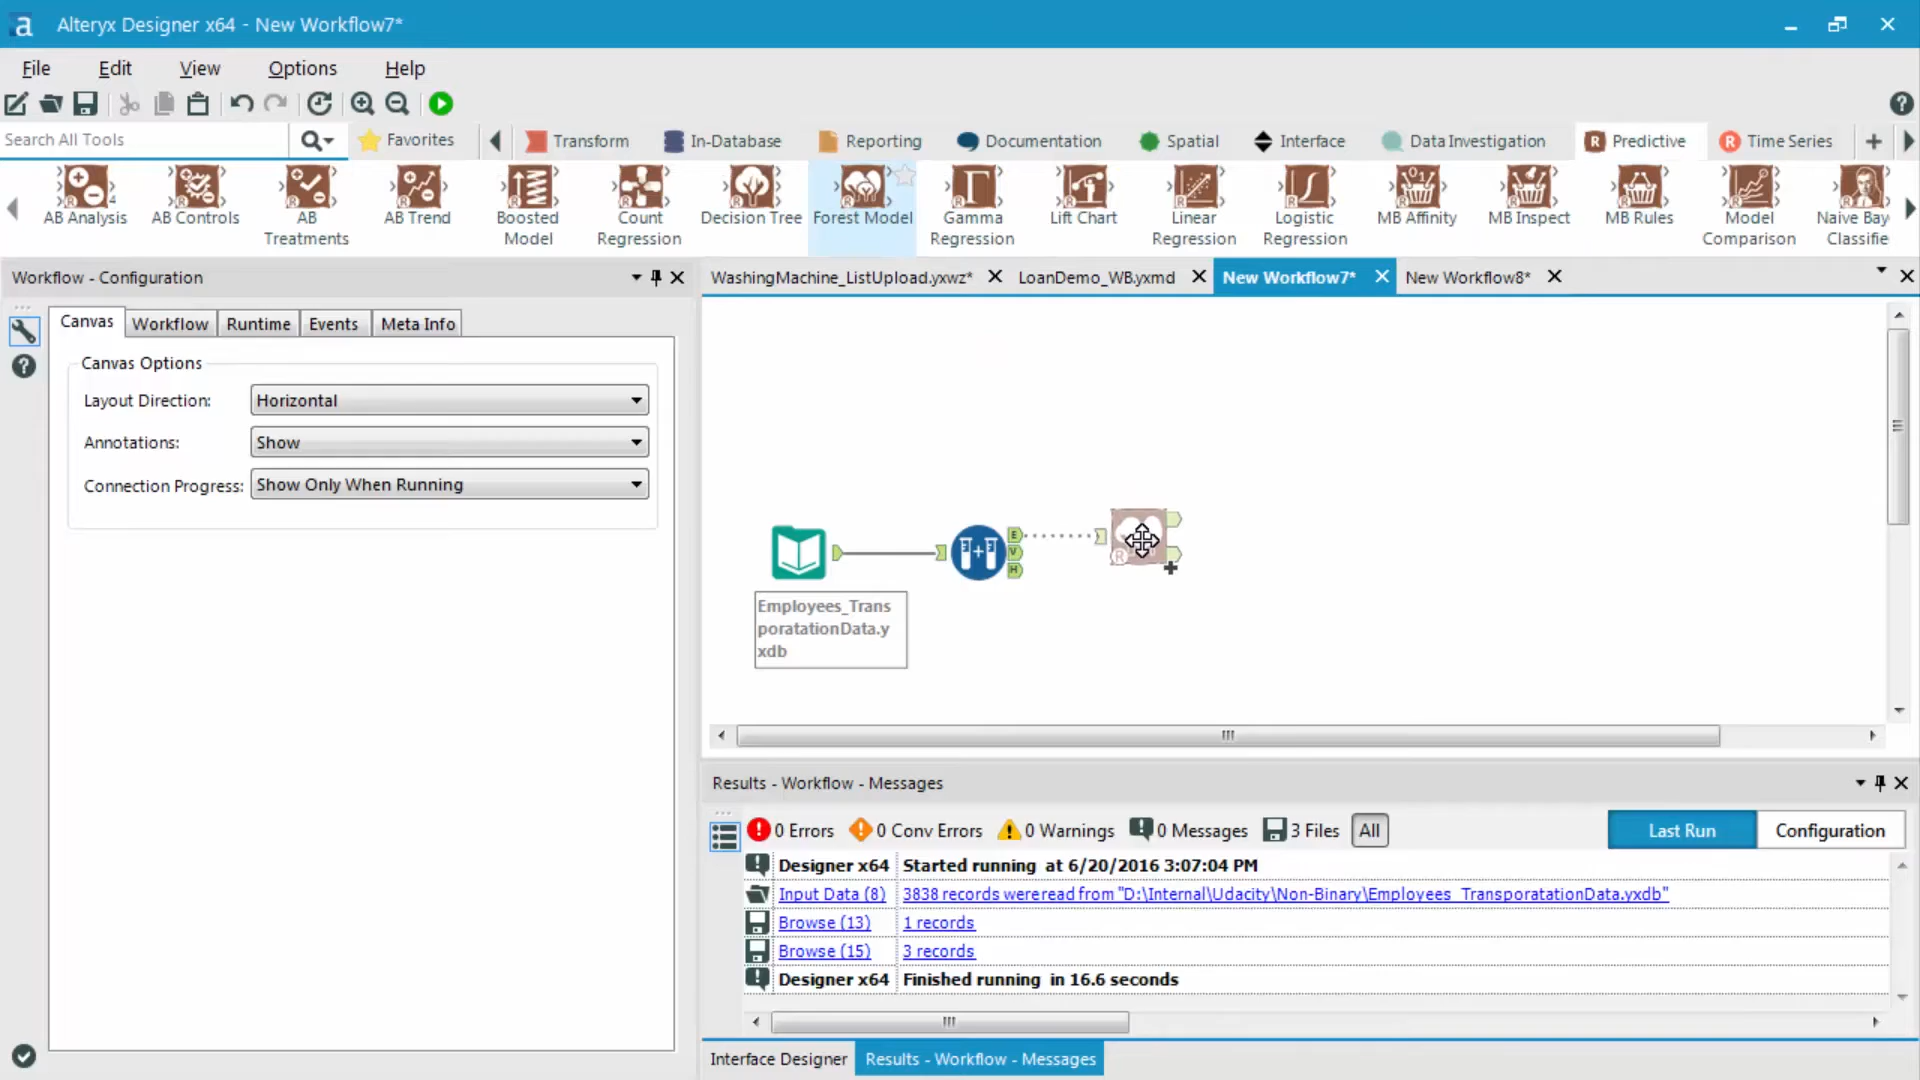 a Alteryx Designer x64 - New Workflow7*
File Edit View Options Help
Search All Tools Favorites Transform In-Database Reporting Documentation Spatial Interface Data Investigation R Predictive R Time Series
AB Analysis AB Controls AB Treatments AB Trend Boosted Model Count Regression Decision Tree Forest Model Gamma Regression Lift Chart Linear Regression Logistic Regression MB Affinity MB Inspect MB Rules Model Comparison Naive Bay Classifie
Workflow - Configuration
WashingMachine_ListUpload.yxwz* LoanDemo_WB.yxmd New Workflow7* New Workflow8*
Canvas Workflow Runtime Events Meta Info
Canvas Options
Layout Direction: Horizontal
Annotations: Show
Connection Progress: Show Only When Running
E
V
H
R
Employees_Trans
poratationData.y
xdb
Results - Workflow - Messages
0 Errors 0 Conv Errors 0 Warnings 0 Messages 3 Files All Last Run Configuration
Designer x64 Started running at 6/20/2016 3:07:04 PM
Input Data (8) 3838 records were read from "D:\Internal\Udacity\Non-Binary\Employees_TransporatationData.yxdb"
Browse (13) 1 records
Browse (15) 3 records
Designer x64 Finished running in 16.6 seconds
Interface Designer Results - Workflow - Messages